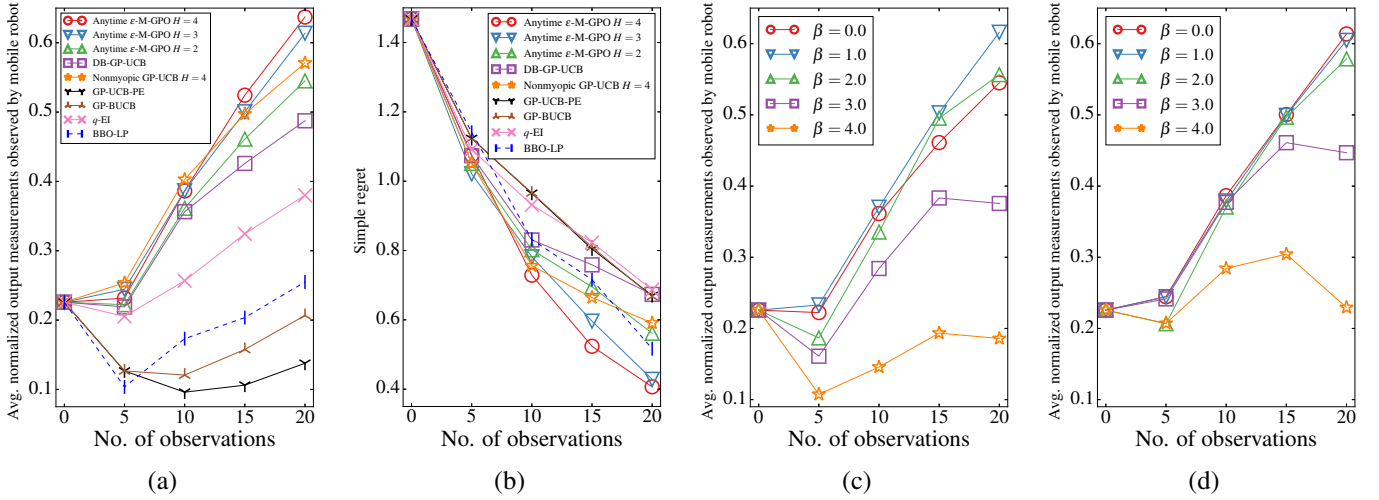 Avg. normalized output measurements observed by mobile robot
0.6
0.5
0.4
0.3
0.2
0.1
Anytime ε-M-GPO H = 4
Anytime ε-M-GPO H = 3
Anytime ε-M-GPO H = 2
DB-GP-UCB
Nonmyopic GP-UCB H = 4
GP-UCB-PE
GP-BUCB
q-EI
BBO-LP
0 5 10 15 20
No. of observations
(a)
Simple regret
1.4
1.2
1.0
0.8
0.6
0.4
Anytime ε-M-GPO H = 4
Anytime ε-M-GPO H = 3
Anytime ε-M-GPO H = 2
DB-GP-UCB
Nonmyopic GP-UCB H = 4
GP-UCB-PE
GP-BUCB
q-EI
BBO-LP
0 5 10 15 20
No. of observations
(b)
Avg. normalized output measurements observed by mobile robot
0.6
0.5
0.4
0.3
0.2
0.1
β = 0.0
β = 1.0
β = 2.0
β = 3.0
β = 4.0
0 5 10 15 20
No. of observations
(c)
Avg. normalized output measurements observed by mobile robot
0.6
0.5
0.4
0.3
0.2
0.1
β = 0.0
β = 1.0
β = 2.0
β = 3.0
β = 4.0
0 5 10 15 20
No. of observations
(d)